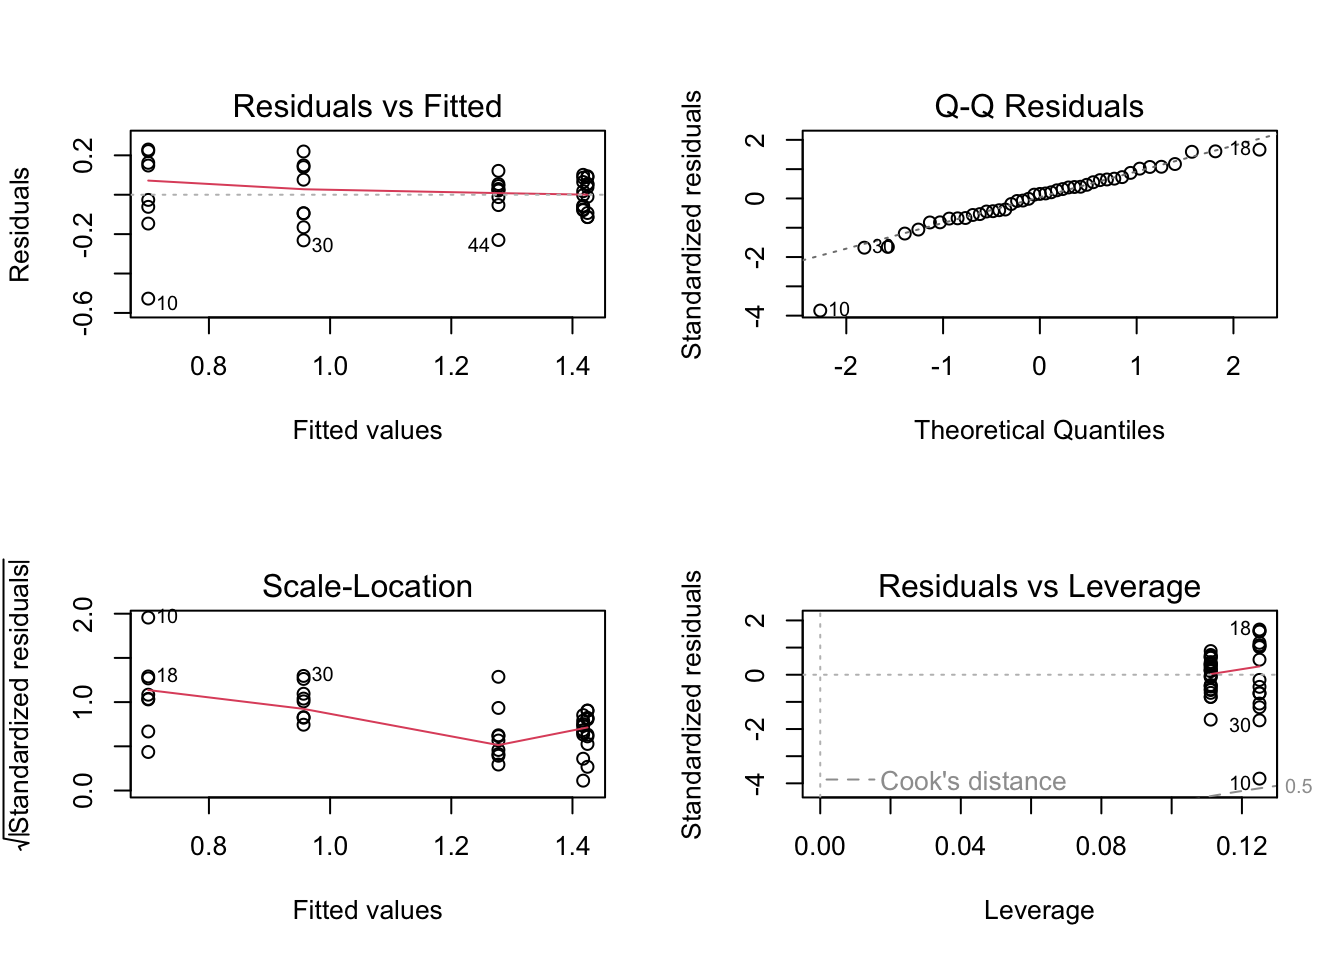 Residuals vs Fitted
Residuals
0.2
-0.2
-0.6
30
44
10
0.8 1.0 1.2 1.4
Fitted values
Q-Q Residuals
Standardized residuals
2
0
-2
-4
18
30
10
-2 -1 0 1 2
Theoretical Quantiles
Scale-Location
√|Standardized residuals|
2.0
1.0
0.0
10
18
30
0.8 1.0 1.2 1.4
Fitted values
Residuals vs Leverage
Standardized residuals
2
0
-2
-4
18
30
10
Cook's distance
0.5
0.00 0.04 0.08 0.12
Leverage